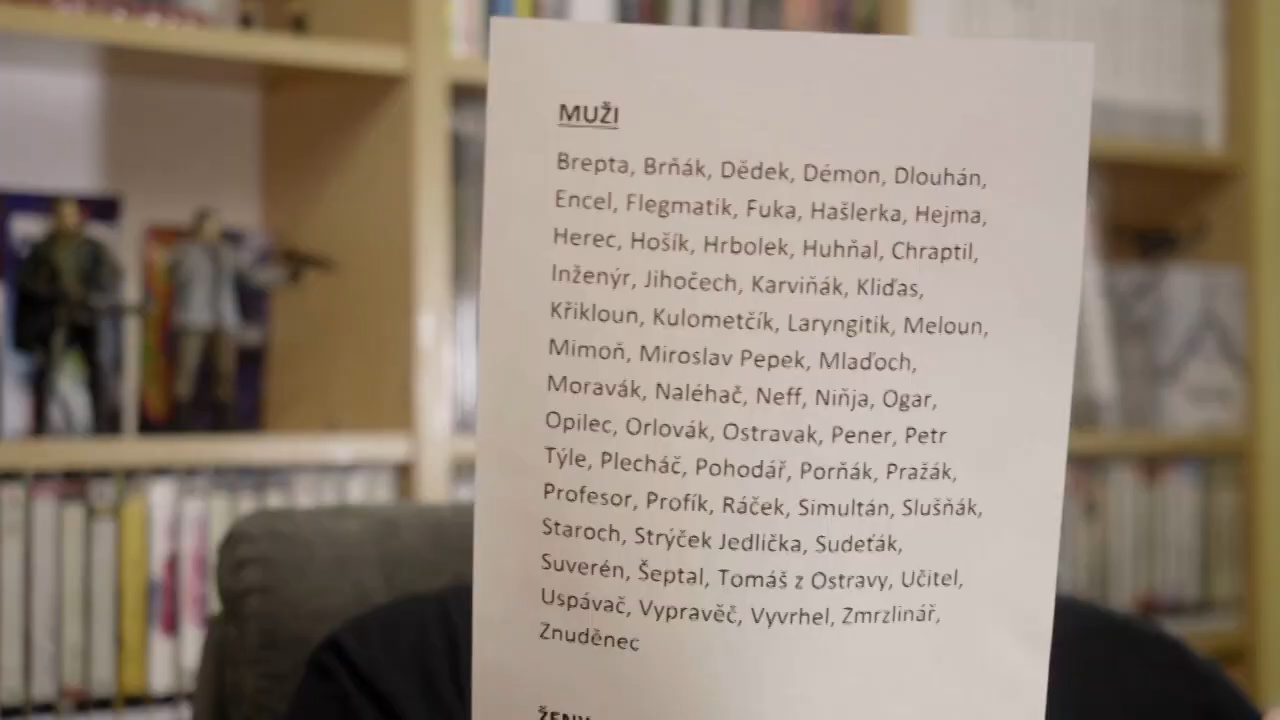 MUŽI
Brepta, Brňák, Dědek, Démon, Dlouhán,
Encel, Flegmatik, Fuka, Hašlerka, Hejma,
Herec, Hošík, Hrbolek, Huhňal, Chraptil,
Inženýr, Jihočech, Karviňák, Kliďas,
Křikloun, Kulometčík, Laryngitik, Meloun,
Mimoň, Miroslav Pepek, Mlaďoch,
Moravák, Naléhač, Neff, Niňja, Ogar,
Opilec, Orlovák, Ostravak, Pener, Petr
Týle, Plecháč, Pohodář, Porňák, Pražák,
Profesor, Profík, Ráček, Simultán, Slušňák,
Staroch, Strýček Jedlička, Sudeťák,
Suverén, Šeptal, Tomáš z Ostravy, Učitel,
Uspávač, Vypravěč, Vyvrhel, Zmrzlinář,
Znuděnec
ŽENY